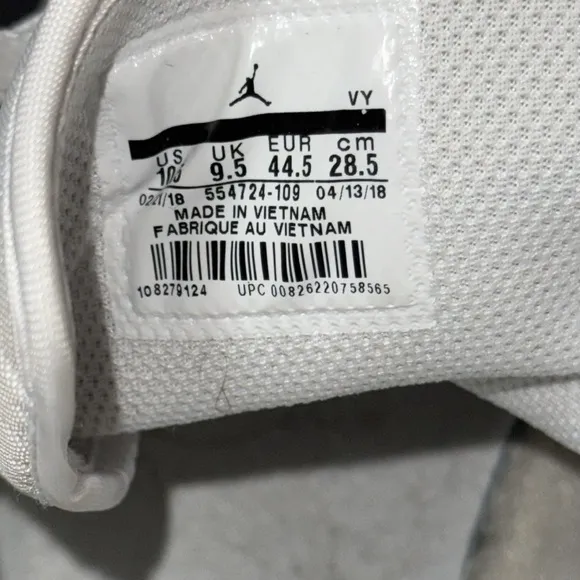 VY
US UK EUR cm
9.5 44.5 28.5
554724-109 04/13/18
MADE IN VIETNAM
FABRIQUE AU VIETNAM
108279124 UPC 00826220758565